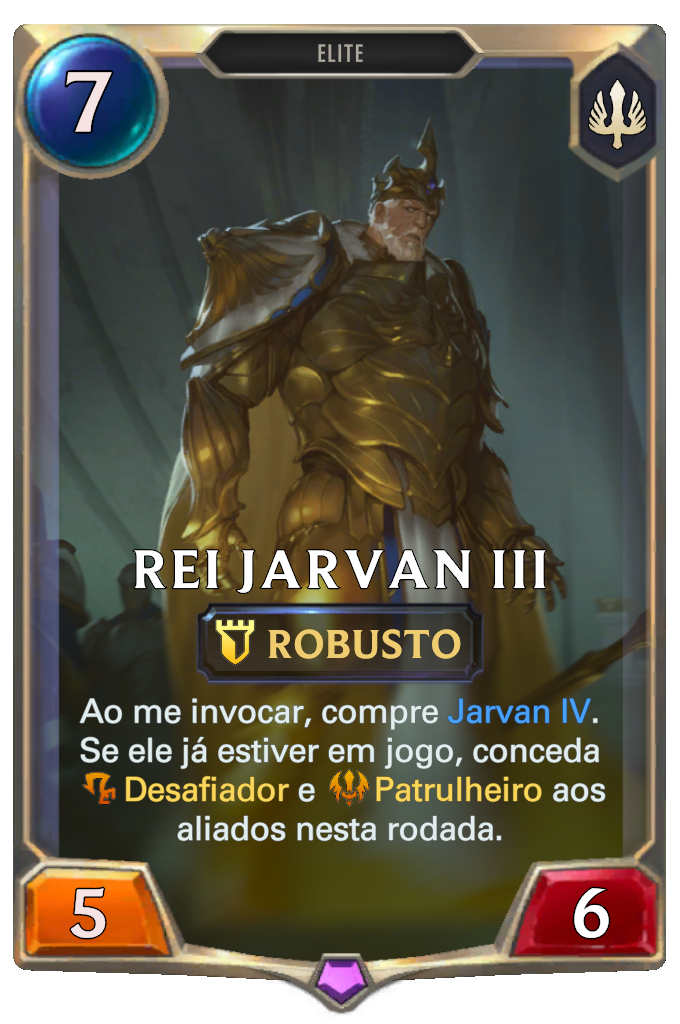 7
ELITE
REI JARVAN III
ROBUSTO
Ao me invocar, compre Jarvan IV.
Se ele já estiver em jogo, conceda
Desafiador e Patrulheiro aos
aliados nesta rodada.
5
6